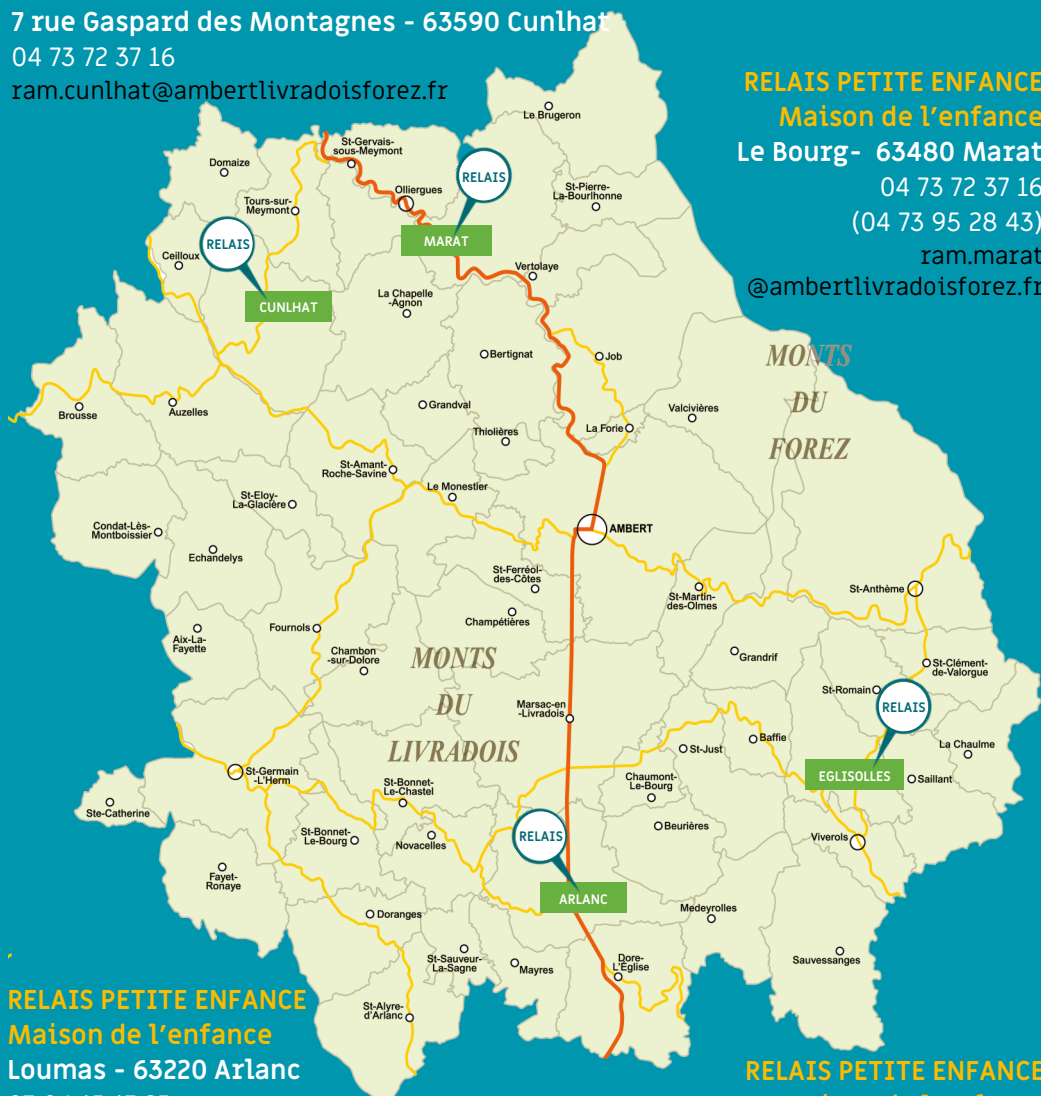 7 rue Gaspard des Montagnes - 63590 Cunlhat
04 73 72 37 16
ram.cunlhat@ambertlivradoisforez.fr
RELAIS PETITE ENFANCE
Maison de l'enfance
Le Bourg- 63480 Marat
04 73 72 37 16
(04 73 95 28 43)
ram.marat
@ambertlivradoisforez.fr
Le Brugeron
St-Gervais-
sous-Meymont
Domaize
RELAIS
Olliergues
St-Pierre-
La-Bourlhonne
Tours-sur-
Meymont
RELAIS
MARAT
Ceilloux
Vertolaye
CUNLHAT
La Chapelle
-Agnon
Bertignat
Job
MONTS
DU
FOREZ
Brousse
Auzelles
Grandval
Valcivières
La Forie
Thiolières
St-Amant-
Roche-Savine
Le Monestier
St-Eloy-
La-Glacière
Condat-Lès-
Montboissier
AMBERT
Echandelys
St-Ferréol-
des-Côtes
St-Martin-
des-Olmes
St-Anthème
Champétières
Aix-La-
Fayette
Fournols
Chambon
-sur-Dolore
MONTS
DU
LIVRADOIS
Grandrif
St-Clément-
de-Valorgue
St-Romain
RELAIS
Marsac-en
-Livradois
Baffie
St-Just
La Chaulme
St-Germain
-L'Herm
EGLISOLLES
Saillant
St-Bonnet-
Le-Chastel
Chaumont-
Le-Bourg
Ste-Catherine
Beurières
RELAIS
St-Bonnet-
Le-Bourg
Novacelles
Viverols
Fayet-
Ronaye
ARLANC
Doranges
Medeyrolles
St-Sauveur-
La-Sagne
Mayres
Dore-
L'Église
Sauvessanges
St-Alyre-
d'Arlanc
RELAIS PETITE ENFANCE
Maison de l'enfance
Loumas - 63220 Arlanc
RELAIS PETITE ENFANCE